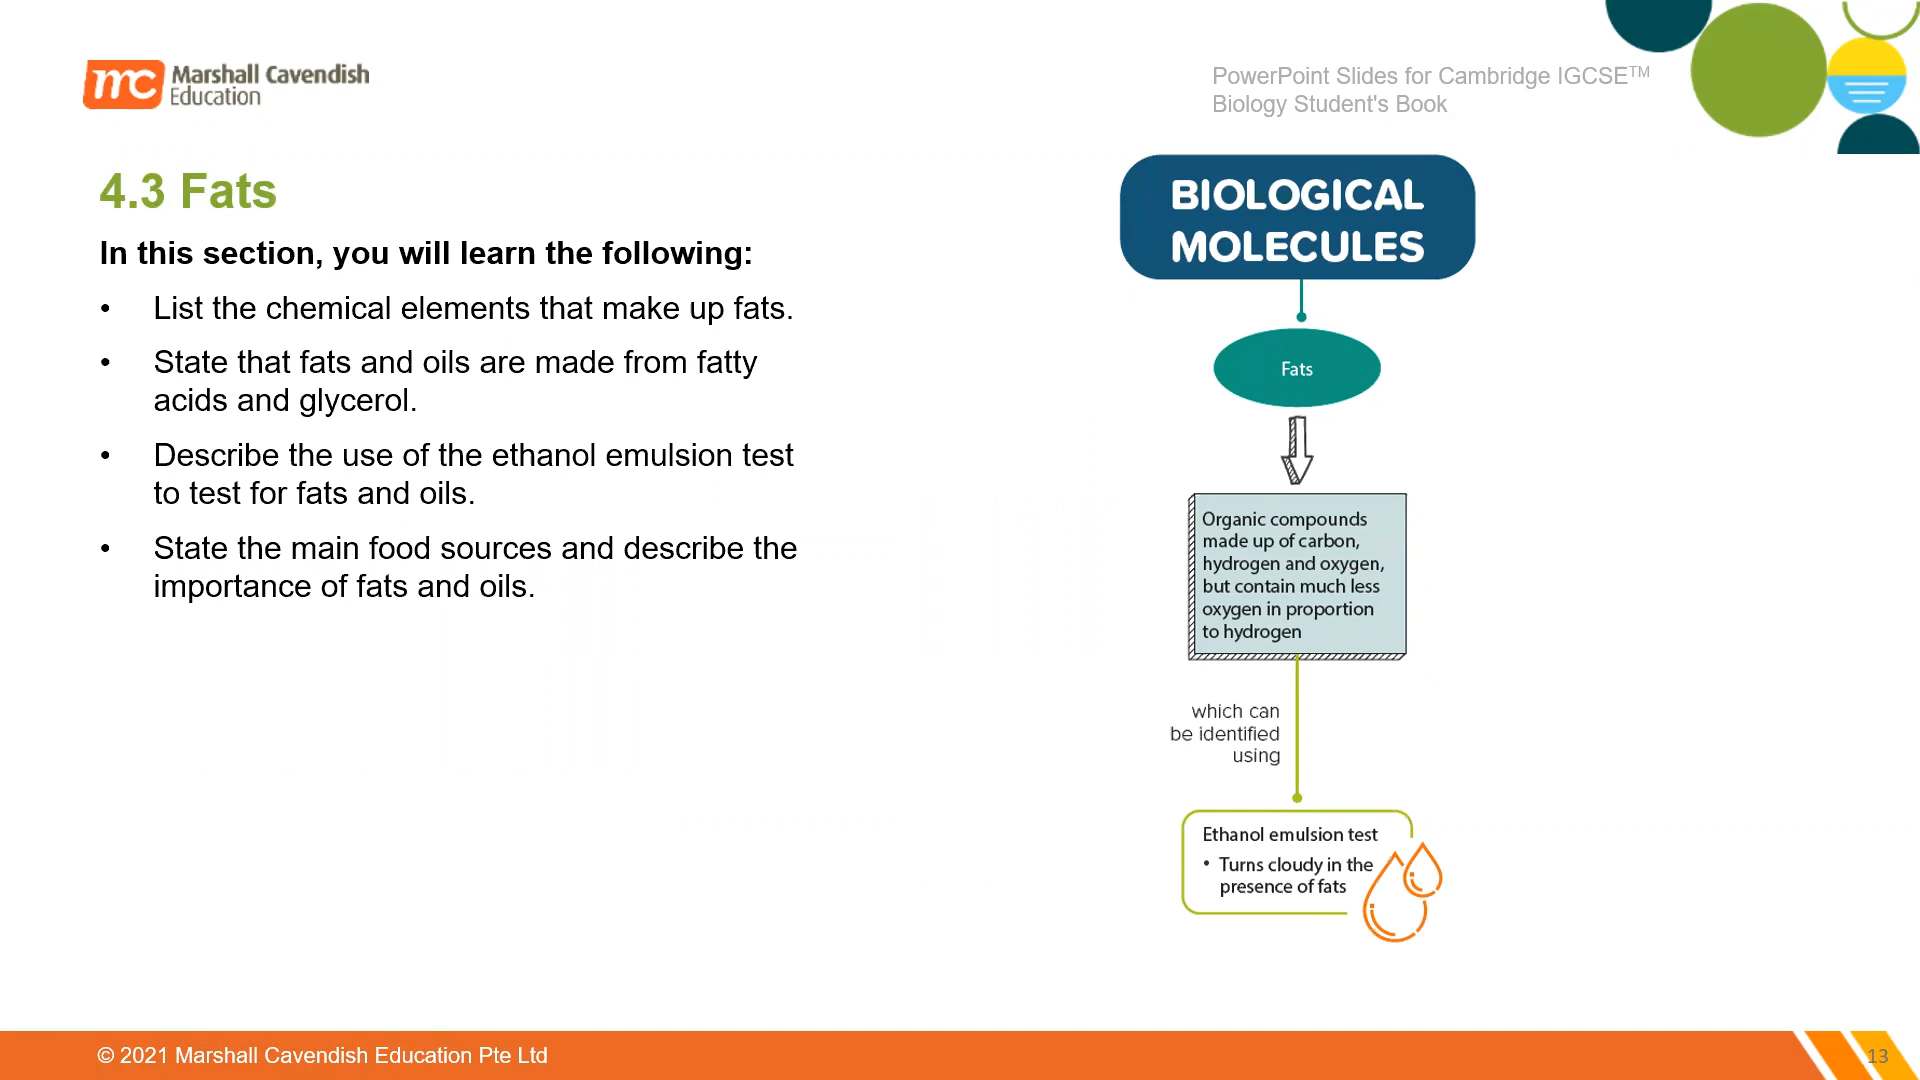 mc Marshall Cavendish
Education
PowerPoint Slides for Cambridge IGCSE™
Biology Student's Book
4.3 Fats
In this section, you will learn the following:
• List the chemical elements that make up fats.
• State that fats and oils are made from fatty
acids and glycerol.
• Describe the use of the ethanol emulsion test
to test for fats and oils.
• State the main food sources and describe the
importance of fats and oils.
BIOLOGICAL
MOLECULES
Fats
Organic compounds
made up of carbon,
hydrogen and oxygen,
but contain much less
oxygen in proportion
to hydrogen
which can
be identified
using
Ethanol emulsion test
• Turns cloudy in the
presence of fats
© 2021 Marshall Cavendish Education Pte Ltd
13